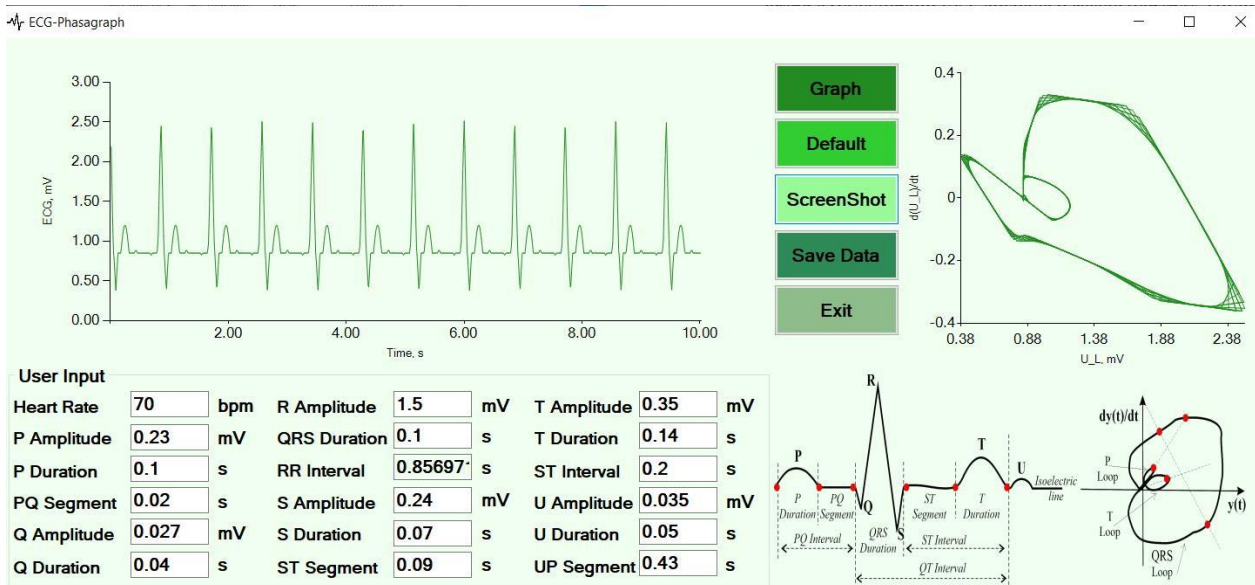 ECG-Phasagraph
3.00
2.50
2.00
1.50
1.00
0.50
0.00
ECG, mV
2.00 4.00 6.00 8.00 10.00
Time, s
Graph
Default
ScreenShot
Save Data
Exit
0.4
0.2
0
-0.2
-0.4
d(U_L)/dt
0.38 0.88 1.38 1.88 2.38
U_L, mV
User Input
Heart Rate 70 bpm R Amplitude 1.5 mV T Amplitude 0.35 mV
P Amplitude 0.23 mV QRS Duration 0.1 s T Duration 0.14 s
P Duration 0.1 s RR Interval 0.85697 s ST Interval 0.2 s
PQ Segment 0.02 s S Amplitude 0.24 mV U Amplitude 0.035 mV
Q Amplitude 0.027 mV S Duration 0.07 s U Duration 0.05 s
Q Duration 0.04 s ST Segment 0.09 s UP Segment 0.43 s
R
P
T
U
Isoelectric
line
P
Duration
PQ
Segment
Q
S
ST
Segment
T
Duration
PQ Interval
QRS
Duration
ST Interval
QT Interval
dy(t)/dt
P
Loop
y(t)
T
Loop
QRS
Loop